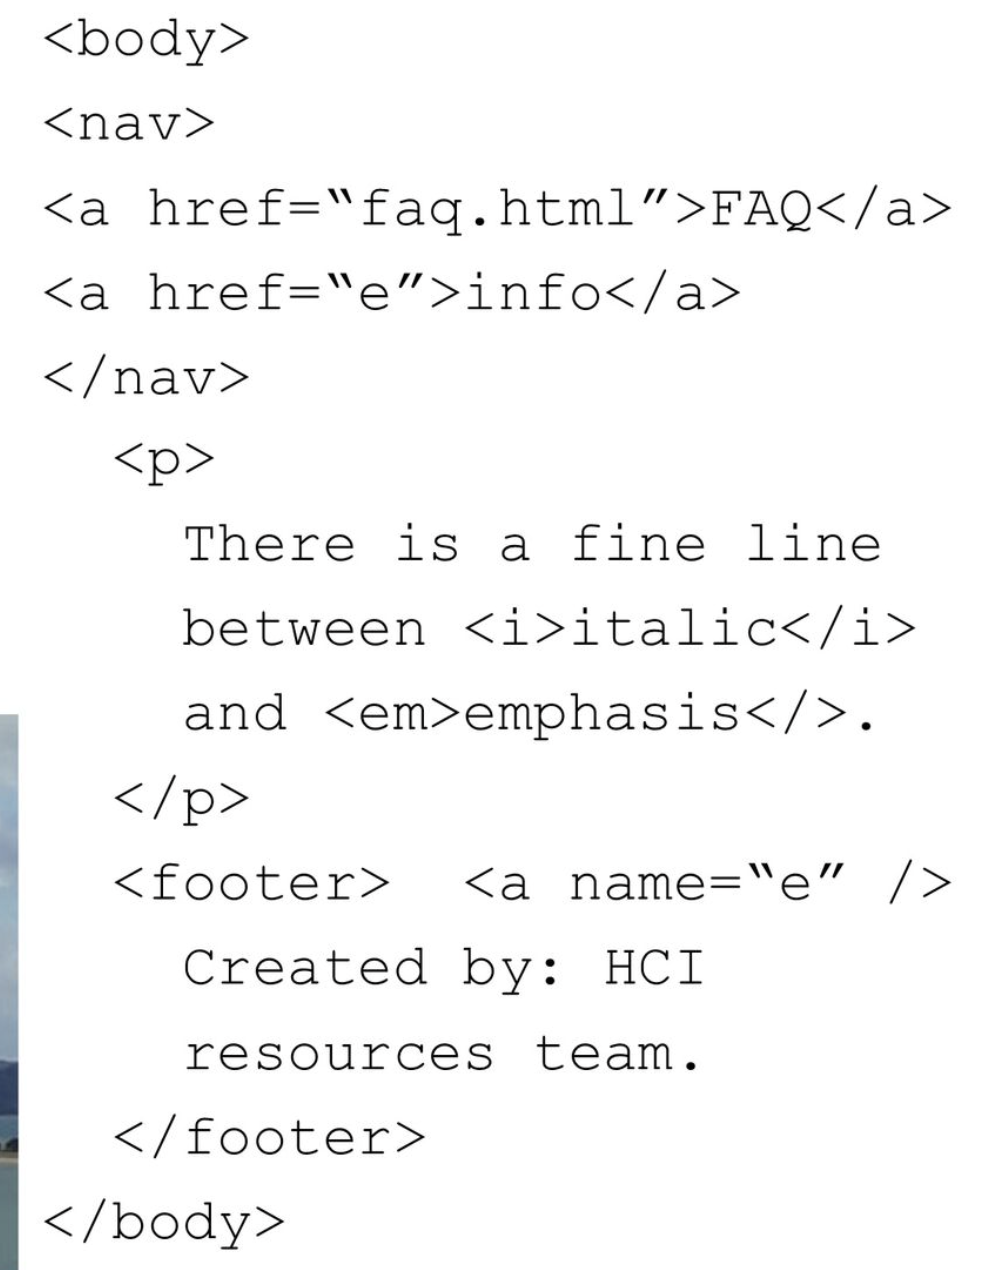 <body>
<nav>
<a href=“faq.html”>FAQ</a>
<a href=“e”>info</a>
</nav>
<p>
There is a fine line
between <i>italic</i>
and <em>emphasis</>.
</p>
<footer> <a name=“e” />
Created by: HCI
resources team.
</footer>
</body>